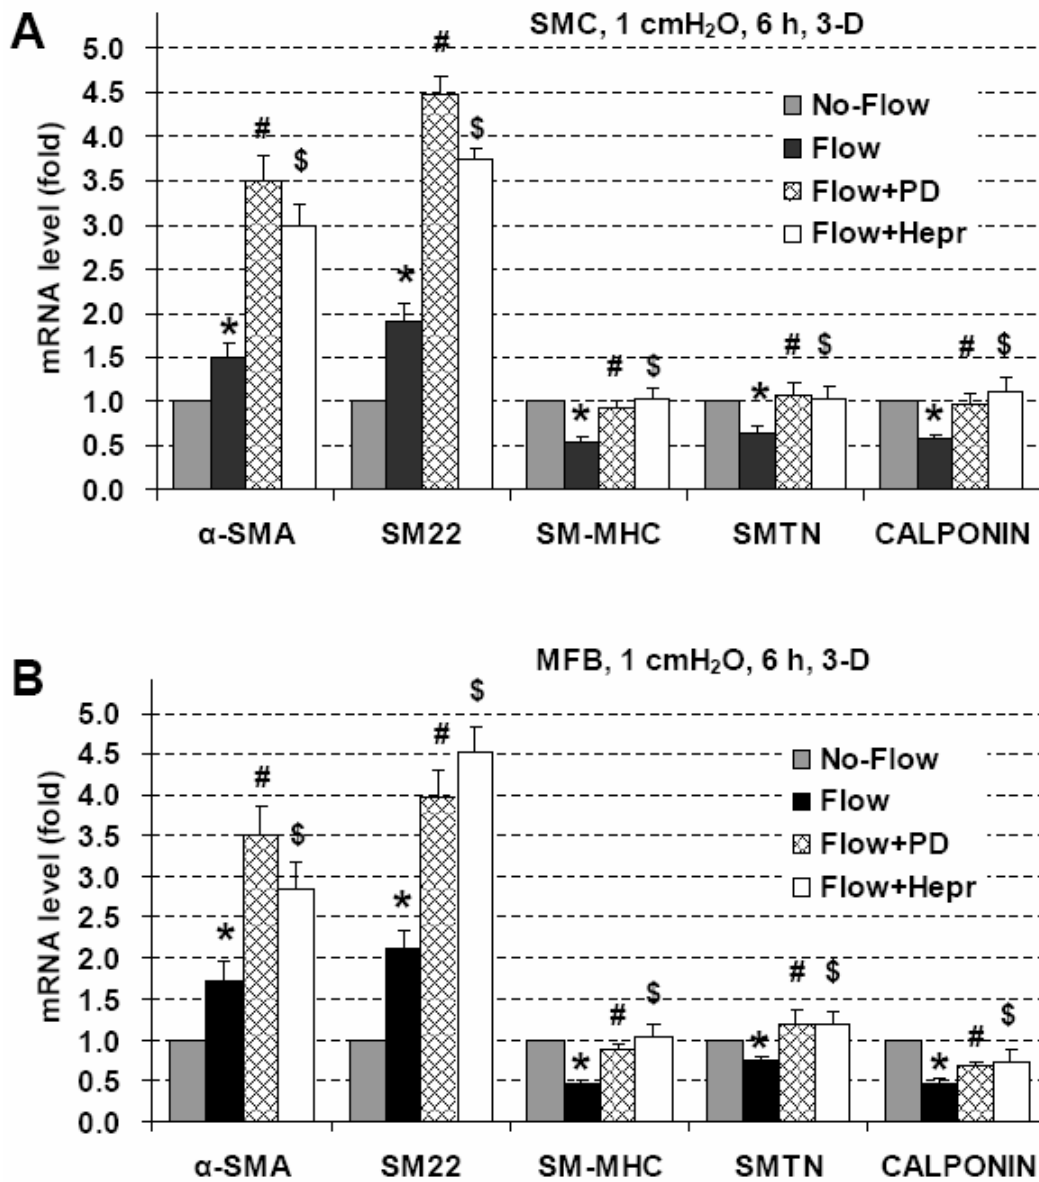 A
SMC, 1 cmH₂O, 6 h, 3-D
mRNA level (fold)
5.0
4.5
4.0
3.5
3.0
2.5
2.0
1.5
1.0
0.5
0.0
No-Flow
Flow
Flow+PD
Flow+Hepr
* # $
* # $
* # $
* # $
* # $
α-SMA SM22 SM-MHC SMTN CALPONIN
B
MFB, 1 cmH₂O, 6 h, 3-D
mRNA level (fold)
5.0
4.5
4.0
3.5
3.0
2.5
2.0
1.5
1.0
0.5
0.0
No-Flow
Flow
Flow+PD
Flow+Hepr
* # $
* # $
* # $
* # $
* # $
α-SMA SM22 SM-MHC SMTN CALPONIN